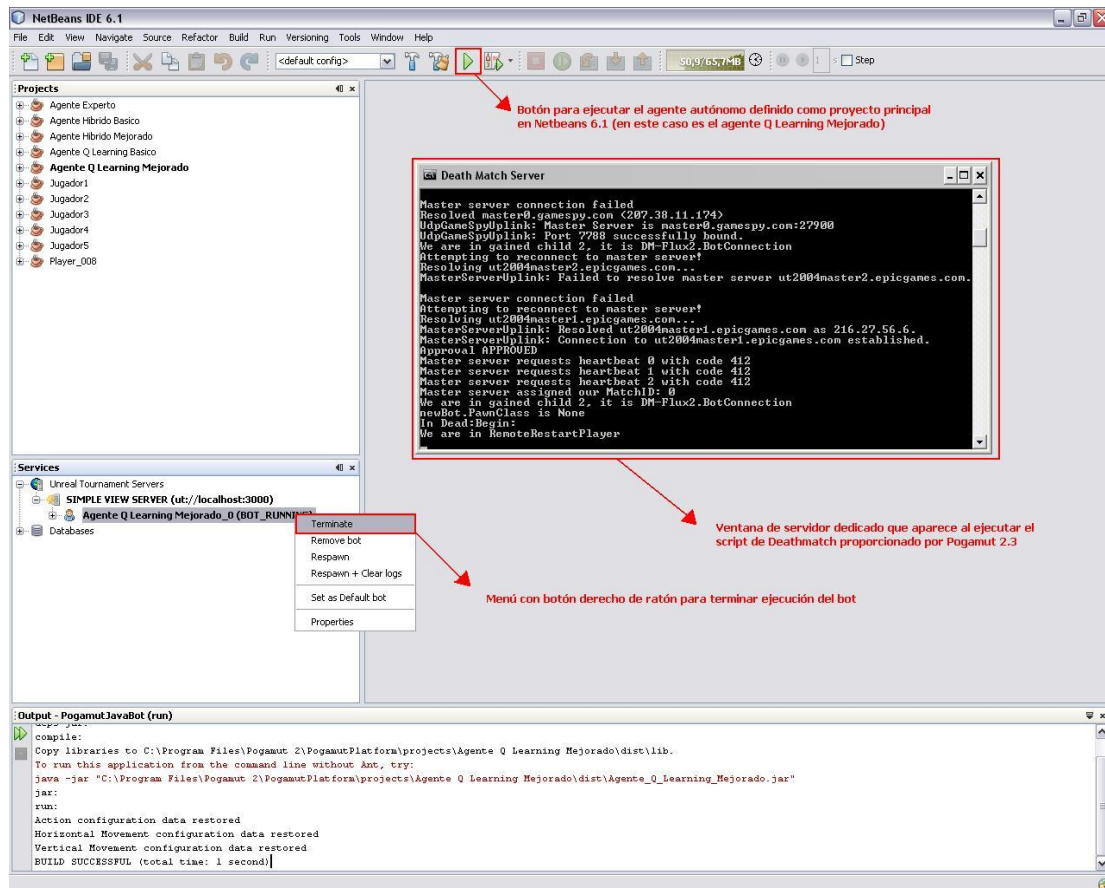 NetBeans IDE 6.1
File Edit View Navigate Source Refactor Build Run Versioning Tools Window Help
<default config>
50,9/65,7MB
1
s
Step
Projects
Agente Experto
Agente Hibrido Basico
Agente Hibrido Mejorado
Agente Q Learning Basico
Agente Q Learning Mejorado
Jugador1
Jugador2
Jugador3
Jugador4
Jugador5
Player_008
Botón para ejecutar el agente autónomo definido como proyecto principal
en Netbeans 6.1 (en este caso es el agente Q Learning Mejorado)
Death Match Server
Master server connection failed
Resolved master0.gamespy.com (207.38.11.174)
UdpGameSpyUplink: Master Server is master0.gamespy.com:27900
UdpGameSpyUplink: Port 7788 successfully bound.
We are in gained child 2, it is DM-Flux2.BotConnection
Attempting to reconnect to master server!
Resolving ut2004master2.epicgames.com...
MasterServerUplink: Failed to resolve master server ut2004master2.epicgames.com.
Master server connection failed
Attempting to reconnect to master server!
Resolving ut2004master1.epicgames.com...
MasterServerUplink: Resolved ut2004master1.epicgames.com as 216.27.56.6.
MasterServerUplink: Connection to ut2004master1.epicgames.com established.
Approval APPROVED
Master server requests heartbeat 0 with code 412
Master server requests heartbeat 1 with code 412
Master server requests heartbeat 2 with code 412
Master server assigned our MatchID: 0
We are in gained child 2, it is DM-Flux2.BotConnection
newBot.PawnClass is None
In Dead:Begin:
We are in RemoteRestartPlayer
Services
Unreal Tournament Servers
SIMPLE VIEW SERVER (ut://localhost:3000)
Agente Q Learning Mejorado_0 (BOT_RUNNING)
Databases
Terminate
Remove bot
Respawn
Respawn + Clear logs
Set as Default bot
Properties
Ventana de servidor dedicado que aparece al ejecutar el
script de Deathmatch proporcionado por Pogamut 2.3
Menú con botón derecho de ratón para terminar ejecución del bot
Output - PogamutJavaBot (run)
deps-jar:
compile:
Copy libraries to C:\Program Files\Pogamut 2\PogamutPlatform\projects\Agente Q Learning Mejorado\dist\lib.
To run this application from the command line without Ant, try:
java -jar "C:\Program Files\Pogamut 2\PogamutPlatform\projects\Agente Q Learning Mejorado\dist\Agente_Q_Learning_Mejorado.jar"
jar:
run:
Action configuration data restored
Horizontal Movement configuration data restored
Vertical Movement configuration data restored
BUILD SUCCESSFUL (total time: 1 second)